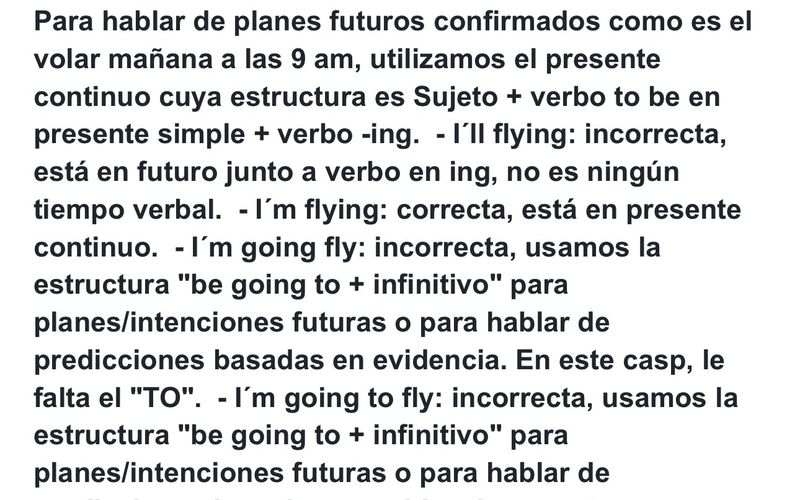 Para hablar de planes futuros confirmados como es el
volar mañana a las 9 am, utilizamos el presente
continuo cuya estructura es Sujeto + verbo to be en
presente simple + verbo -ing.  - I´ll flying: incorrecta,
está en futuro junto a verbo en ing, no es ningún
tiempo verbal.  - I´m flying: correcta, está en presente
continuo.  - I´m going fly: incorrecta, usamos la
estructura "be going to + infinitivo" para
planes/intenciones futuras o para hablar de
predicciones basadas en evidencia. En este casp, le
falta el "TO".  - I´m going to fly: incorrecta, usamos la
estructura "be going to + infinitivo" para
planes/intenciones futuras o para hablar de